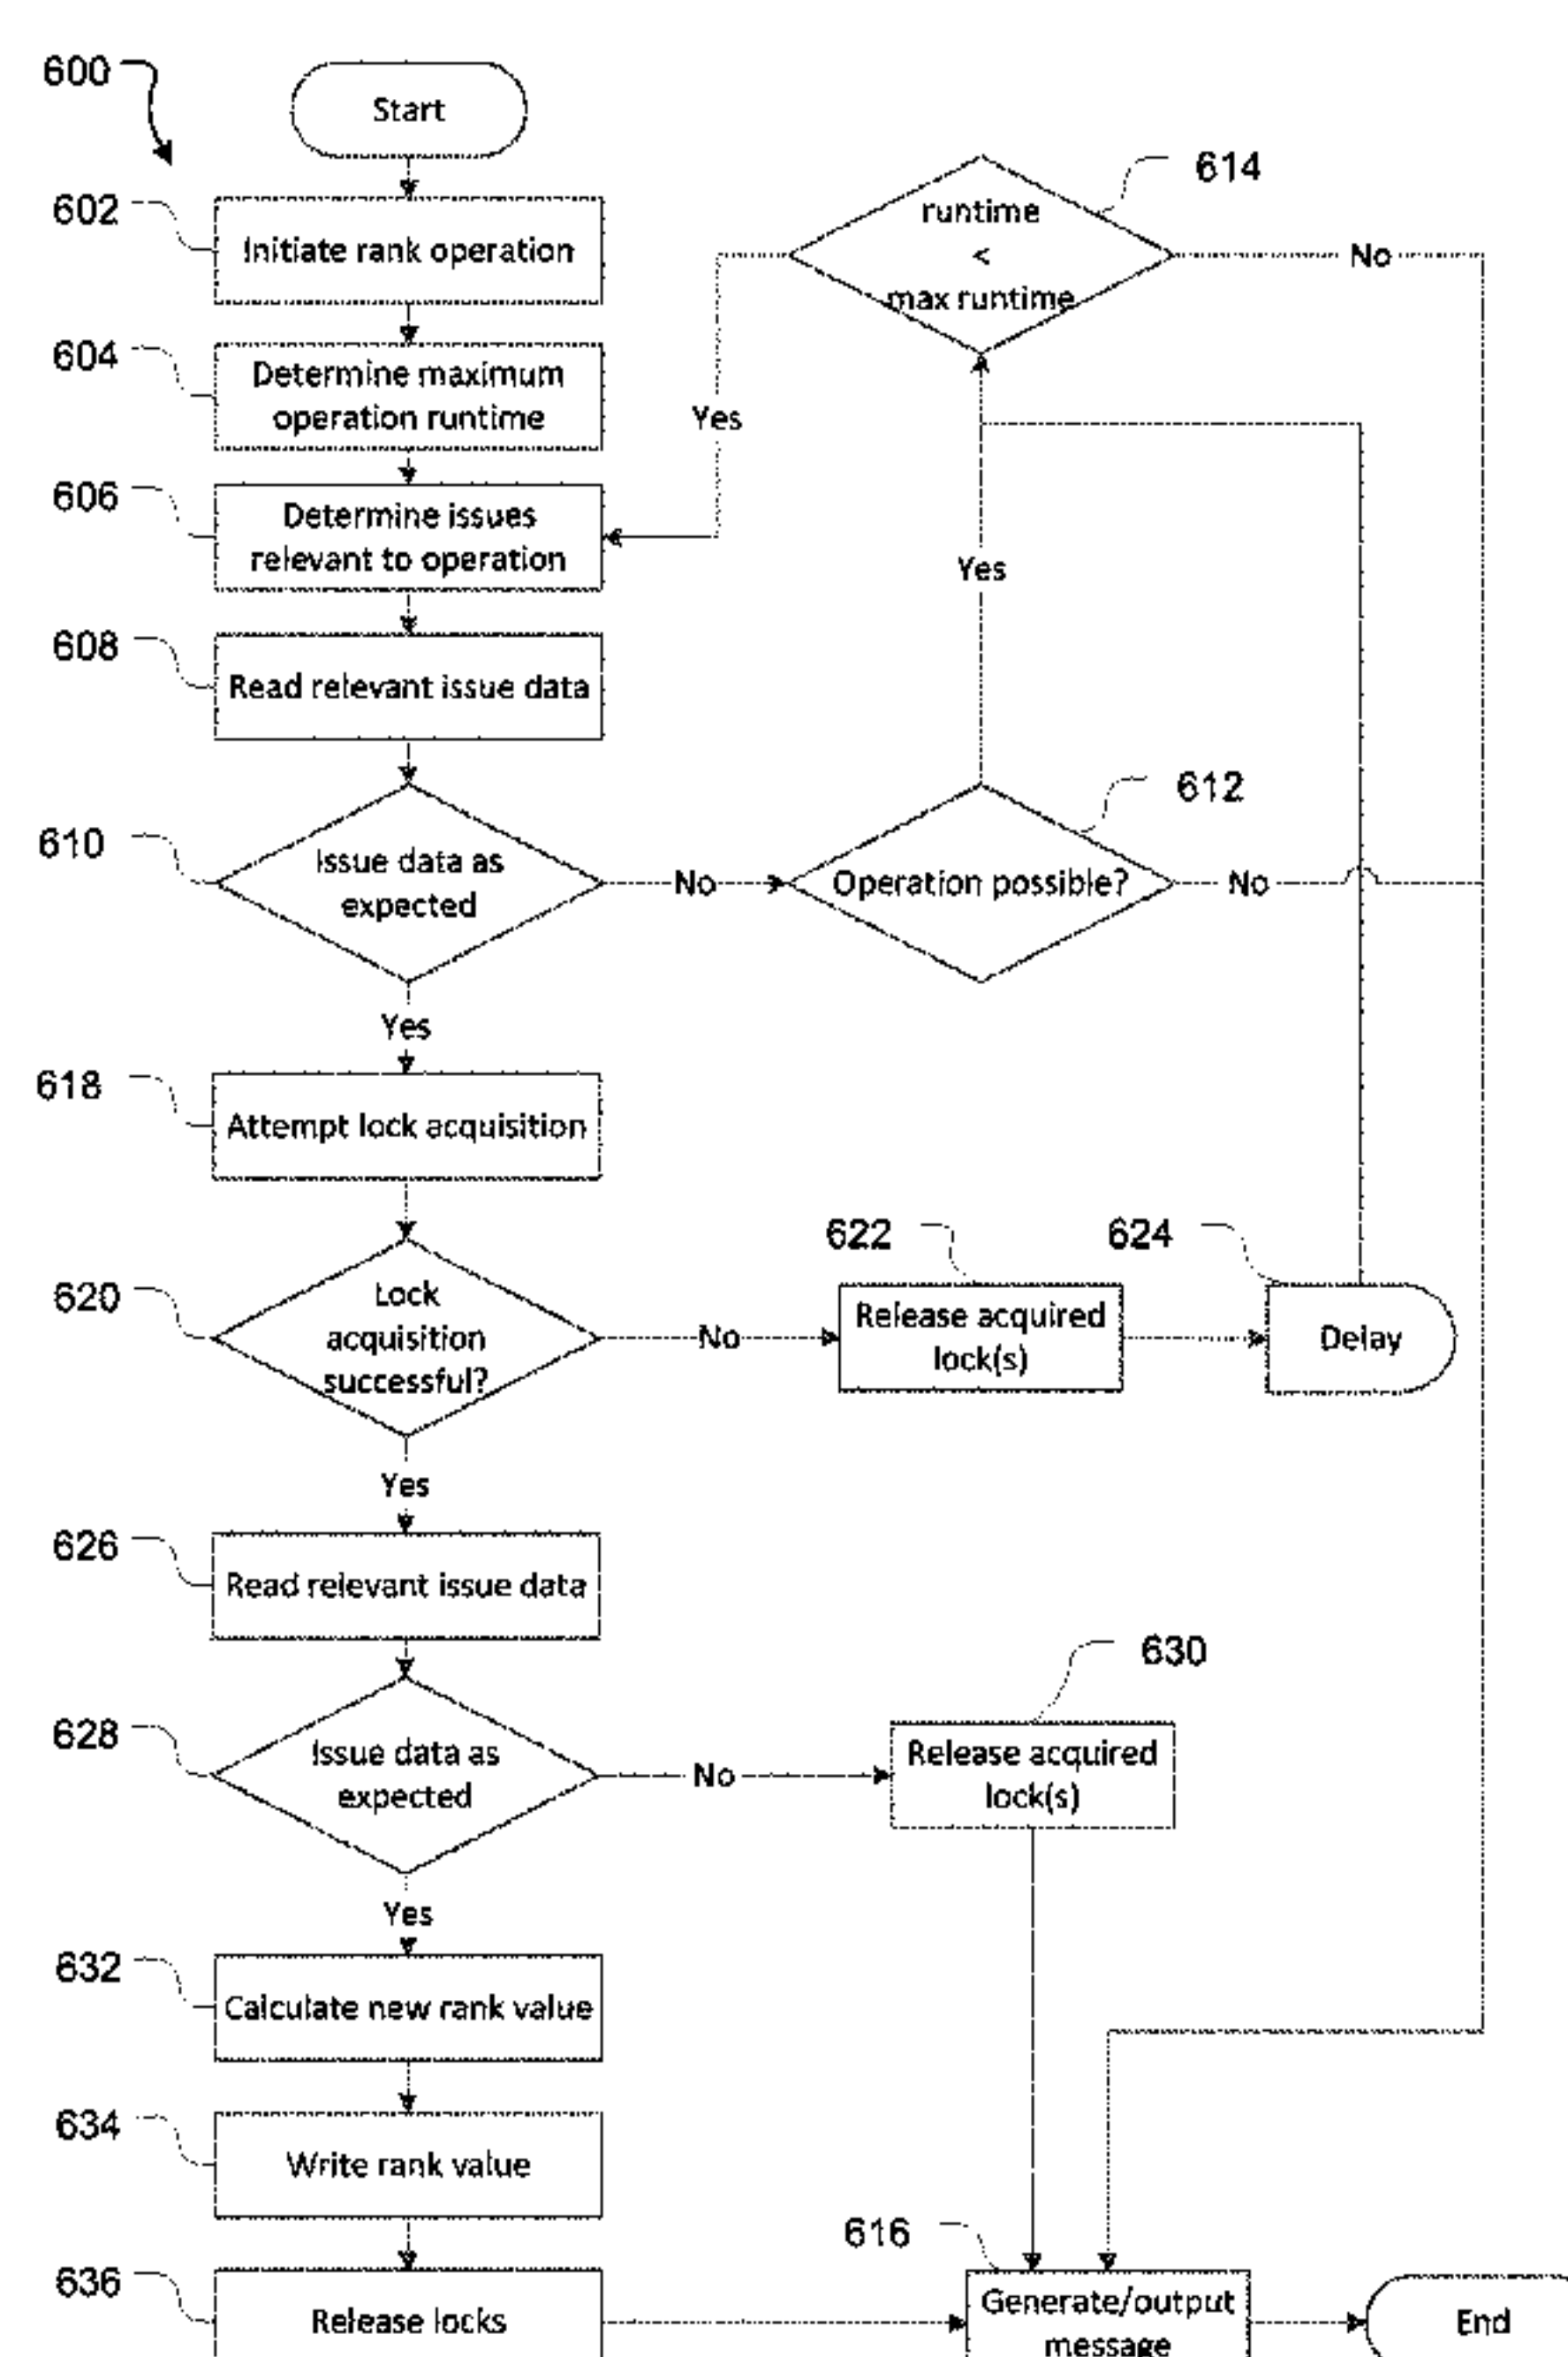 600
Start
602
Initiate rank operation
604
Determine maximum
operation runtime
606
Determine issues
relevant to operation
608
Read relevant issue data
610
Issue data as
expected
No
612
Operation possible?
No
Yes
614
runtime
<
max runtime
No
Yes
Yes
618
Attempt lock acquisition
620
Lock
acquisition
successful?
No
622
Release acquired
lock(s)
624
Delay
Yes
626
Read relevant issue data
628
Issue data as
expected
No
630
Release acquired
lock(s)
Yes
632
Calculate new rank value
634
Write rank value
636
Release locks
616
Generate/output
message
End